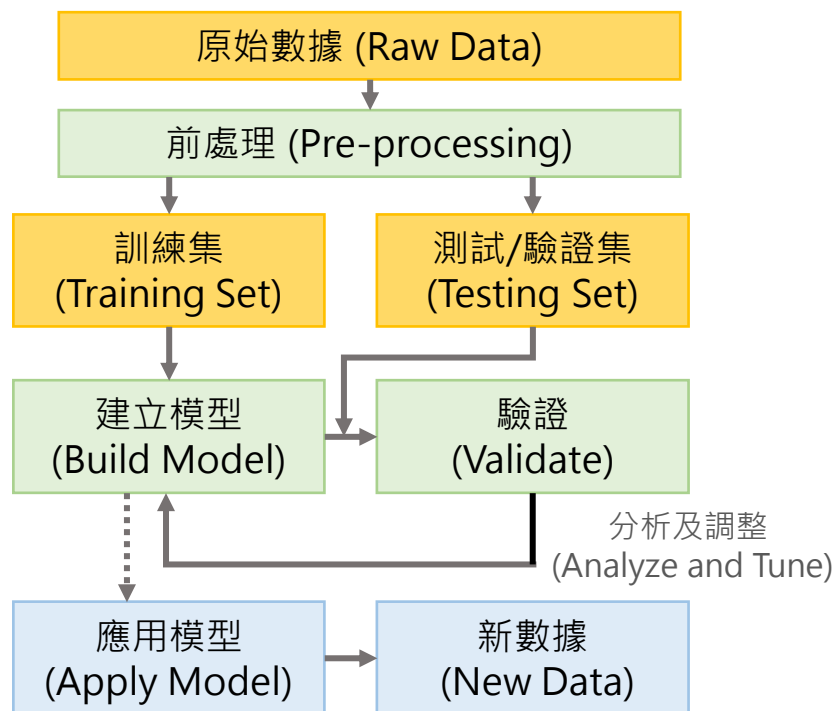 原始數據 (Raw Data)
前處理 (Pre-processing)
訓練集
(Training Set)
測試/驗證集
(Testing Set)
建立模型
(Build Model)
驗證
(Validate)
分析及調整
(Analyze and Tune)
應用模型
(Apply Model)
新數據
(New Data)